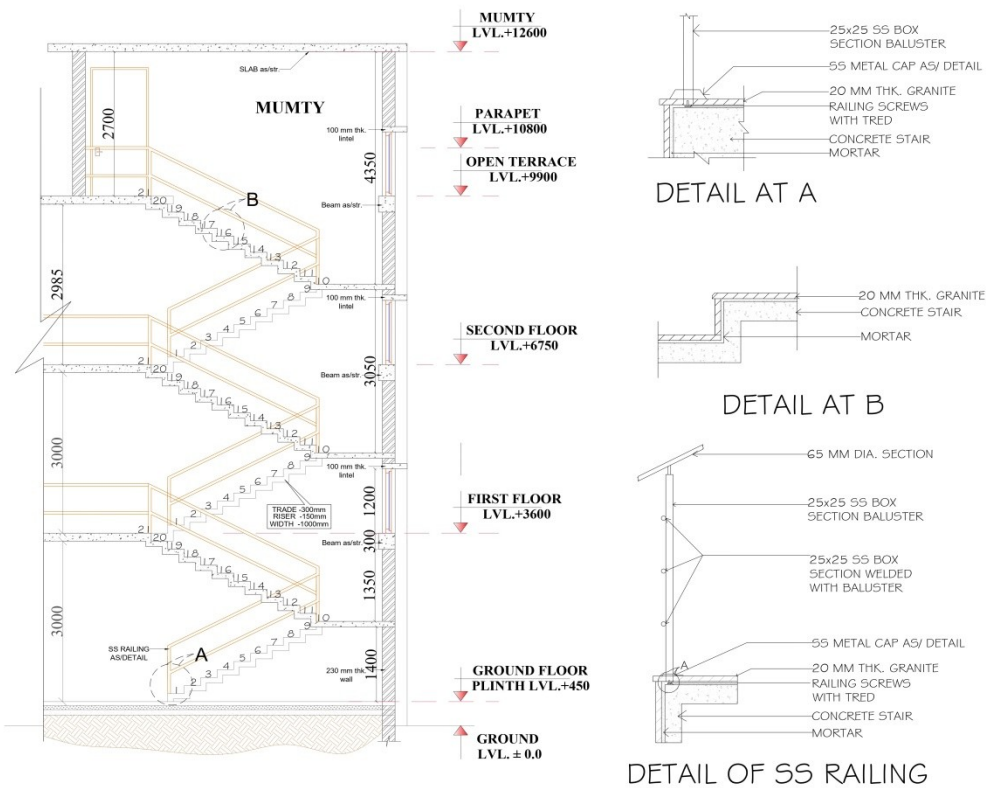 MUMTY
LVL.+12600
SLAB as/str.
MUMTY
2700
100 mm thk.
lintel
PARAPET
LVL.+10800
4350
OPEN TERRACE
LVL.+9900
Beam as/str.
B
21
20
19
18
17
16
15
14
13
12
11
10
9
8
7
6
5
4
3
2
1
2985
100 mm thk.
lintel
SECOND FLOOR
LVL.+6750
3050
Beam as/str.
21
20
19
18
17
16
15
14
13
12
11
10
9
8
7
6
5
4
3
2
1
3000
100 mm thk.
lintel
TRADE -300mm
RISER -150mm
WIDTH -1000mm
1200
FIRST FLOOR
LVL.+3600
300
Beam as/str.
21
20
19
18
17
16
15
14
13
12
11
10
9
8
7
6
5
4
3
2
1
1350
3000
SS RAILING
AS/DETAIL
A
230 mm thk.
wall
1400
GROUND FLOOR
PLINTH LVL.+450
GROUND
LVL. ± 0.0
25x25 SS BOX
SECTION BALUSTER
SS METAL CAP AS/ DETAIL
20 MM THK. GRANITE
RAILING SCREWS
WITH TRED
CONCRETE STAIR
MORTAR
DETAIL AT A
20 MM THK. GRANITE
CONCRETE STAIR
MORTAR
DETAIL AT B
65 MM DIA. SECTION
25x25 SS BOX
SECTION BALUSTER
25x25 SS BOX
SECTION WELDED
WITH BALUSTER
SS METAL CAP AS/ DETAIL
A
20 MM THK. GRANITE
RAILING SCREWS
WITH TRED
CONCRETE STAIR
MORTAR
DETAIL OF SS RAILING